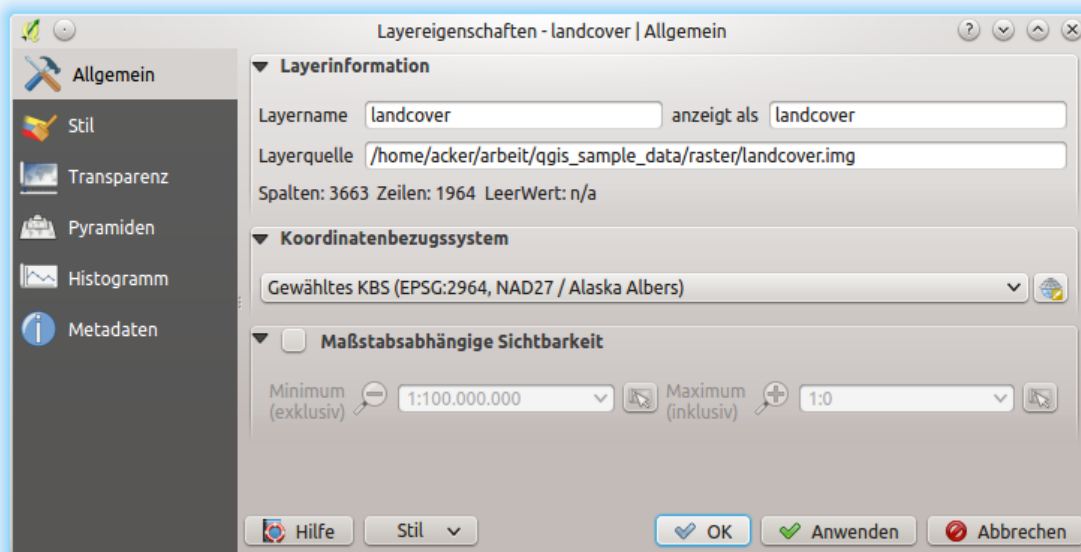 Layereigenschaften - landcover | Allgemein
Allgemein
Stil
Transparenz
Pyramiden
Histogramm
Metadaten
Layerinformation
Layername landcover anzeigt als landcover
Layerquelle /home/acker/arbeit/qgis_sample_data/raster/landcover.img
Spalten: 3663 Zeilen: 1964 LeerWert: n/a
Koordinatenbezugssystem
Gewähltes KBS (EPSG:2964, NAD27 / Alaska Albers)
Maßstabsabhängige Sichtbarkeit
Minimum (exklusiv) 1:100.000.000 Maximum (inklusiv) 1:0
Hilfe Stil OK Anwenden Abbrechen